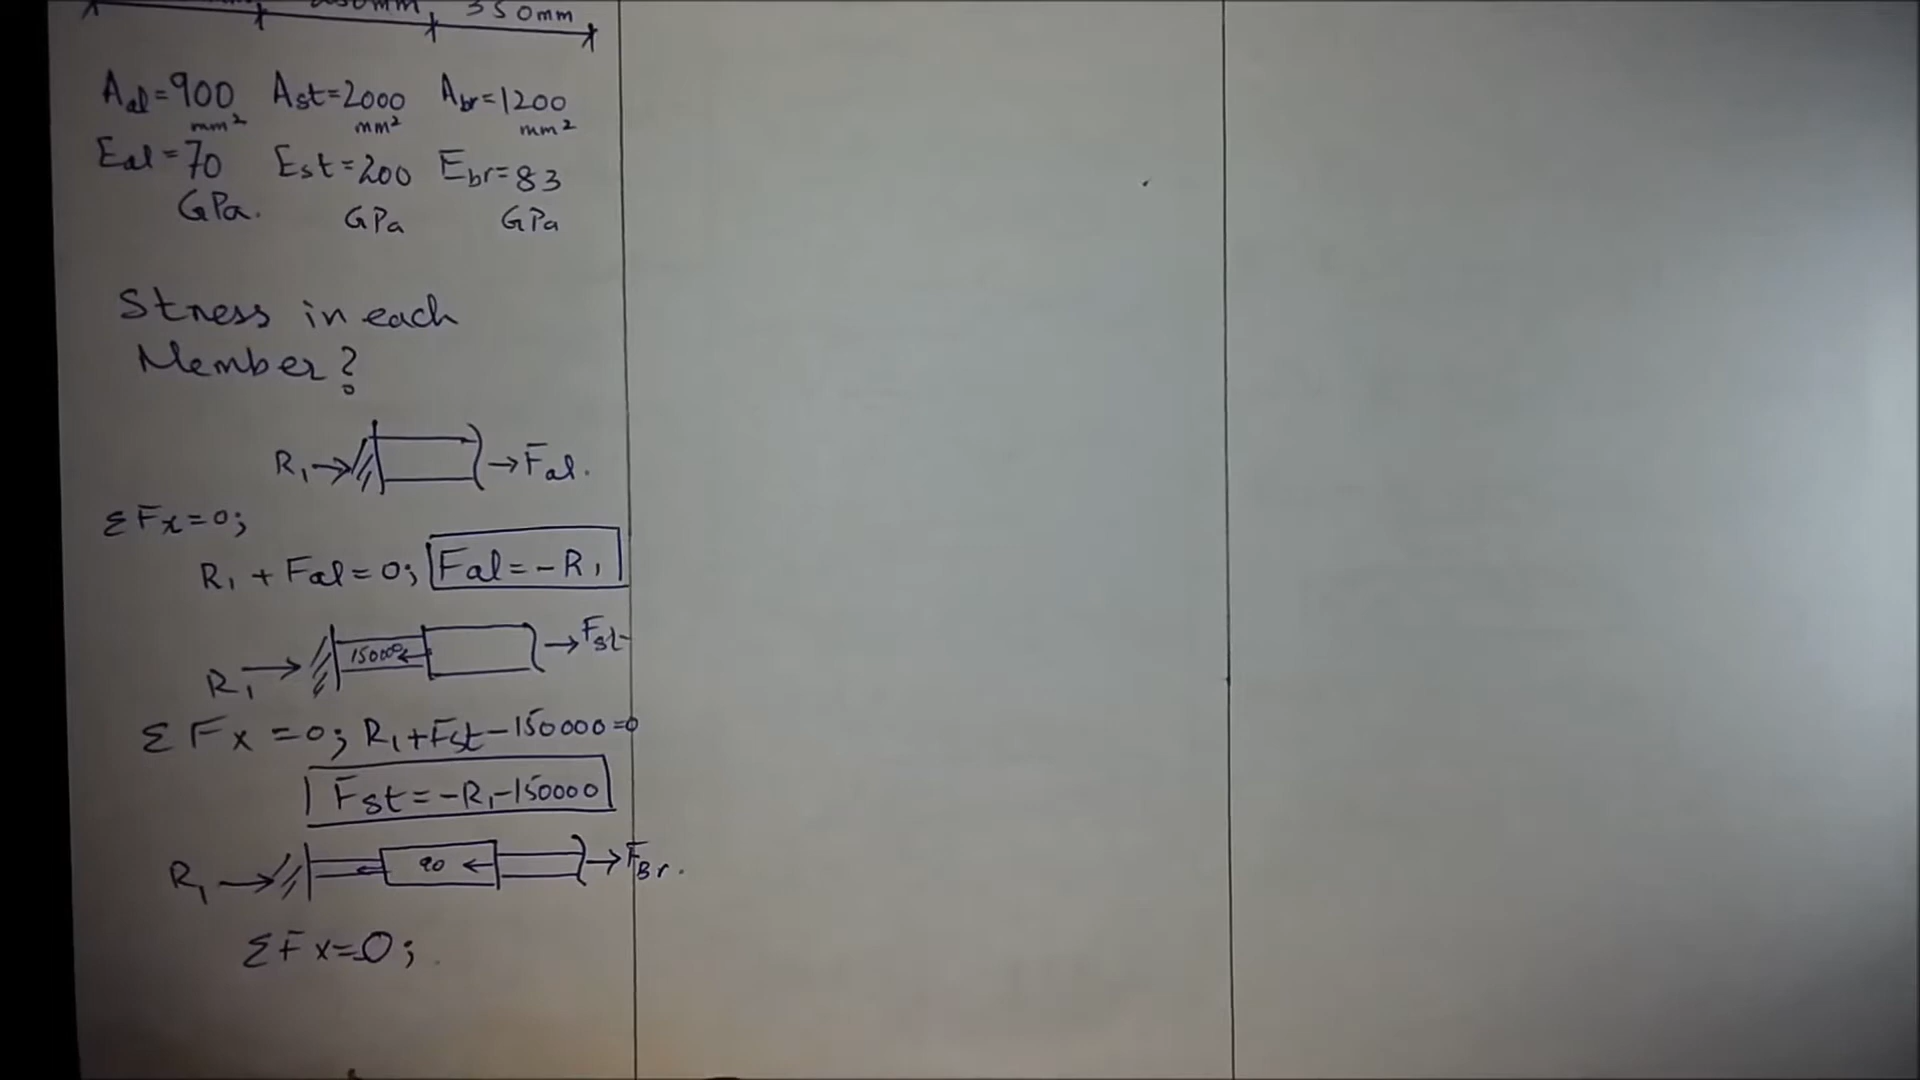 350mm
Aal=900 mm² Ast=2000 mm² Abr=1200 mm²
Eal=70 GPa. Est=200 GPa Ebr=83 GPa
Stress in each
Member?
R₁→ →Fal.
ΣFx=0;
R₁+Fal=0; Fal=-R₁
R₁→ 150000← →Fst
ΣFx=0; R₁+Fst-150000=0
Fst=-R₁-150000
R₁→ ← 90← →FBr.
ΣFx=0;